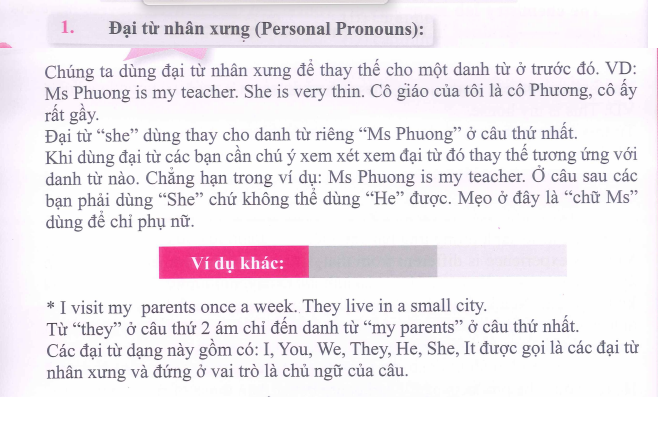 1. Đại từ nhân xưng (Personal Pronouns):
Chúng ta dùng đại từ nhân xưng để thay thế cho một danh từ ở trước đó. VD:
Ms Phuong is my teacher. She is very thin. Cô giáo của tôi là cô Phương, cô ấy
rất gầy.
Đại từ “she” dùng thay cho danh từ riêng “Ms Phuong” ở câu thứ nhất.
Khi dùng đại từ các bạn cần chú ý xem xét xem đại từ đó thay thế tương ứng với
danh từ nào. Chẳng hạn trong ví dụ: Ms Phuong is my teacher. Ở câu sau các
bạn phải dùng “She” chứ không thể dùng “He” được. Mẹo ở đây là “chữ Ms”
dùng để chỉ phụ nữ.
Ví dụ khác:
* I visit my parents once a week. They live in a small city.
Từ “they” ở câu thứ 2 ám chỉ đến danh từ “my parents” ở câu thứ nhất.
Các đại từ dạng này gồm có: I, You, We, They, He, She, It được gọi là các đại từ
nhân xưng và đứng ở vai trò là chủ ngữ của câu.